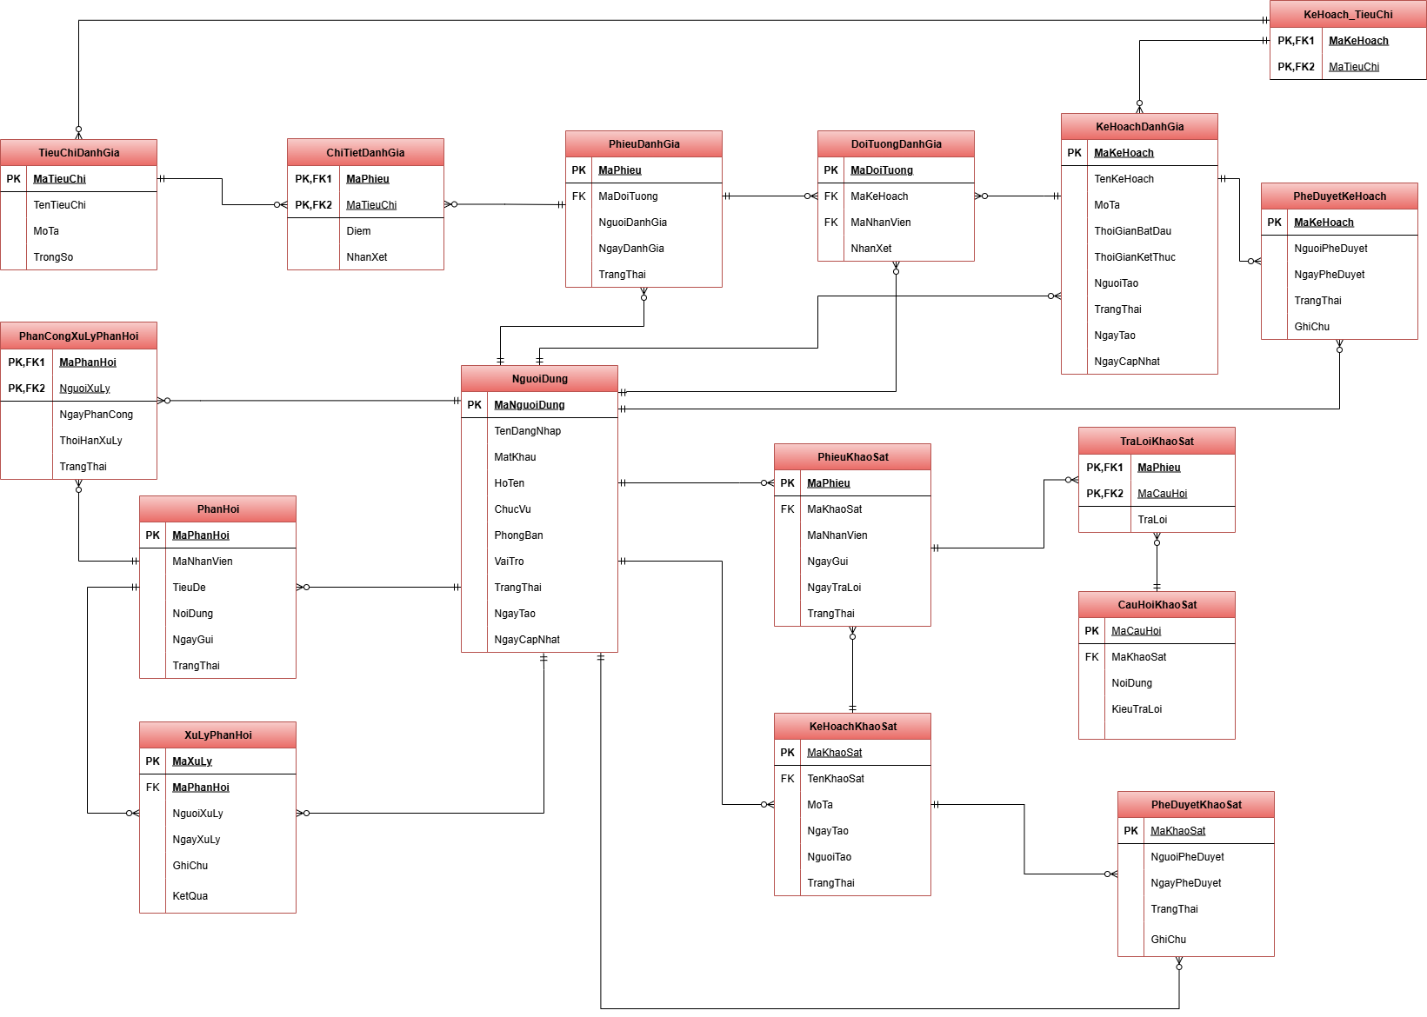 KeHoach_TieuChi
PK,FK1 MaKeHoach
PK,FK2 MaTieuChi
TieuChiDanhGia
PK MaTieuChi
TenTieuChi
MoTa
TrongSo
ChiTietDanhGia
PK,FK1 MaPhieu
PK,FK2 MaTieuChi
Diem
NhanXet
PhieuDanhGia
PK MaPhieu
FK MaDoiTuong
NguoiDanhGia
NgayDanhGia
TrangThai
DoiTuongDanhGia
PK MaDoiTuong
FK MaKeHoach
FK MaNhanVien
NhanXet
KeHoachDanhGia
PK MaKeHoach
TenKeHoach
MoTa
ThoiGianBatDau
ThoiGianKetThuc
NguoiTao
TrangThai
NgayTao
NgayCapNhat
PheDuyetKeHoach
PK MaKeHoach
NguoiPheDuyet
NgayPheDuyet
TrangThai
GhiChu
PhanCongXuLyPhanHoi
PK,FK1 MaPhanHoi
PK,FK2 NguoiXuLy
NgayPhanCong
ThoiHanXuLy
TrangThai
NguoiDung
PK MaNguoiDung
TenDangNhap
MatKhau
HoTen
ChucVu
PhongBan
VaiTro
TrangThai
NgayTao
NgayCapNhat
PhieuKhaoSat
PK MaPhieu
FK MaKhaoSat
MaNhanVien
NgayGui
NgayTraLoi
TrangThai
TraLoiKhaoSat
PK,FK1 MaPhieu
PK,FK2 MaCauHoi
TraLoi
PhanHoi
PK MaPhanHoi
MaNhanVien
TieuDe
NoiDung
NgayGui
TrangThai
CauHoiKhaoSat
PK MaCauHoi
FK MaKhaoSat
NoiDung
KieuTraLoi
XuLyPhanHoi
PK MaXuLy
FK MaPhanHoi
NguoiXuLy
NgayXuLy
GhiChu
KetQua
KeHoachKhaoSat
PK MaKhaoSat
FK TenKhaoSat
MoTa
NgayTao
NguoiTao
TrangThai
PheDuyetKhaoSat
PK MaKhaoSat
NguoiPheDuyet
NgayPheDuyet
TrangThai
GhiChu